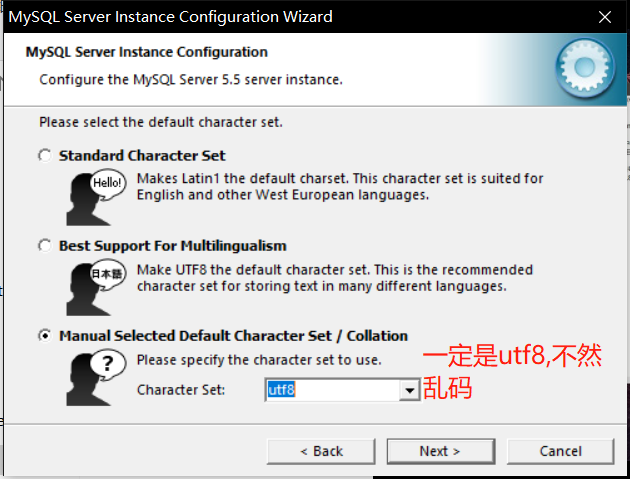 MySQL Server Instance Configuration Wizard
MySQL Server Instance Configuration
Configure the MySQL Server 5.5 server instance.
Please select the default character set.
Standard Character Set
Hello!
Makes Latin1 the default charset. This character set is suited for
English and other West European languages.
Best Support For Multilingualism
日本語
Make UTF8 the default character set. This is the recommended
character set for storing text in many different languages.
Manual Selected Default Character Set / Collation
?
Please specify the character set to use.
Character Set:
utf8
一定是utf8,不然
乱码
< Back
Next >
Cancel